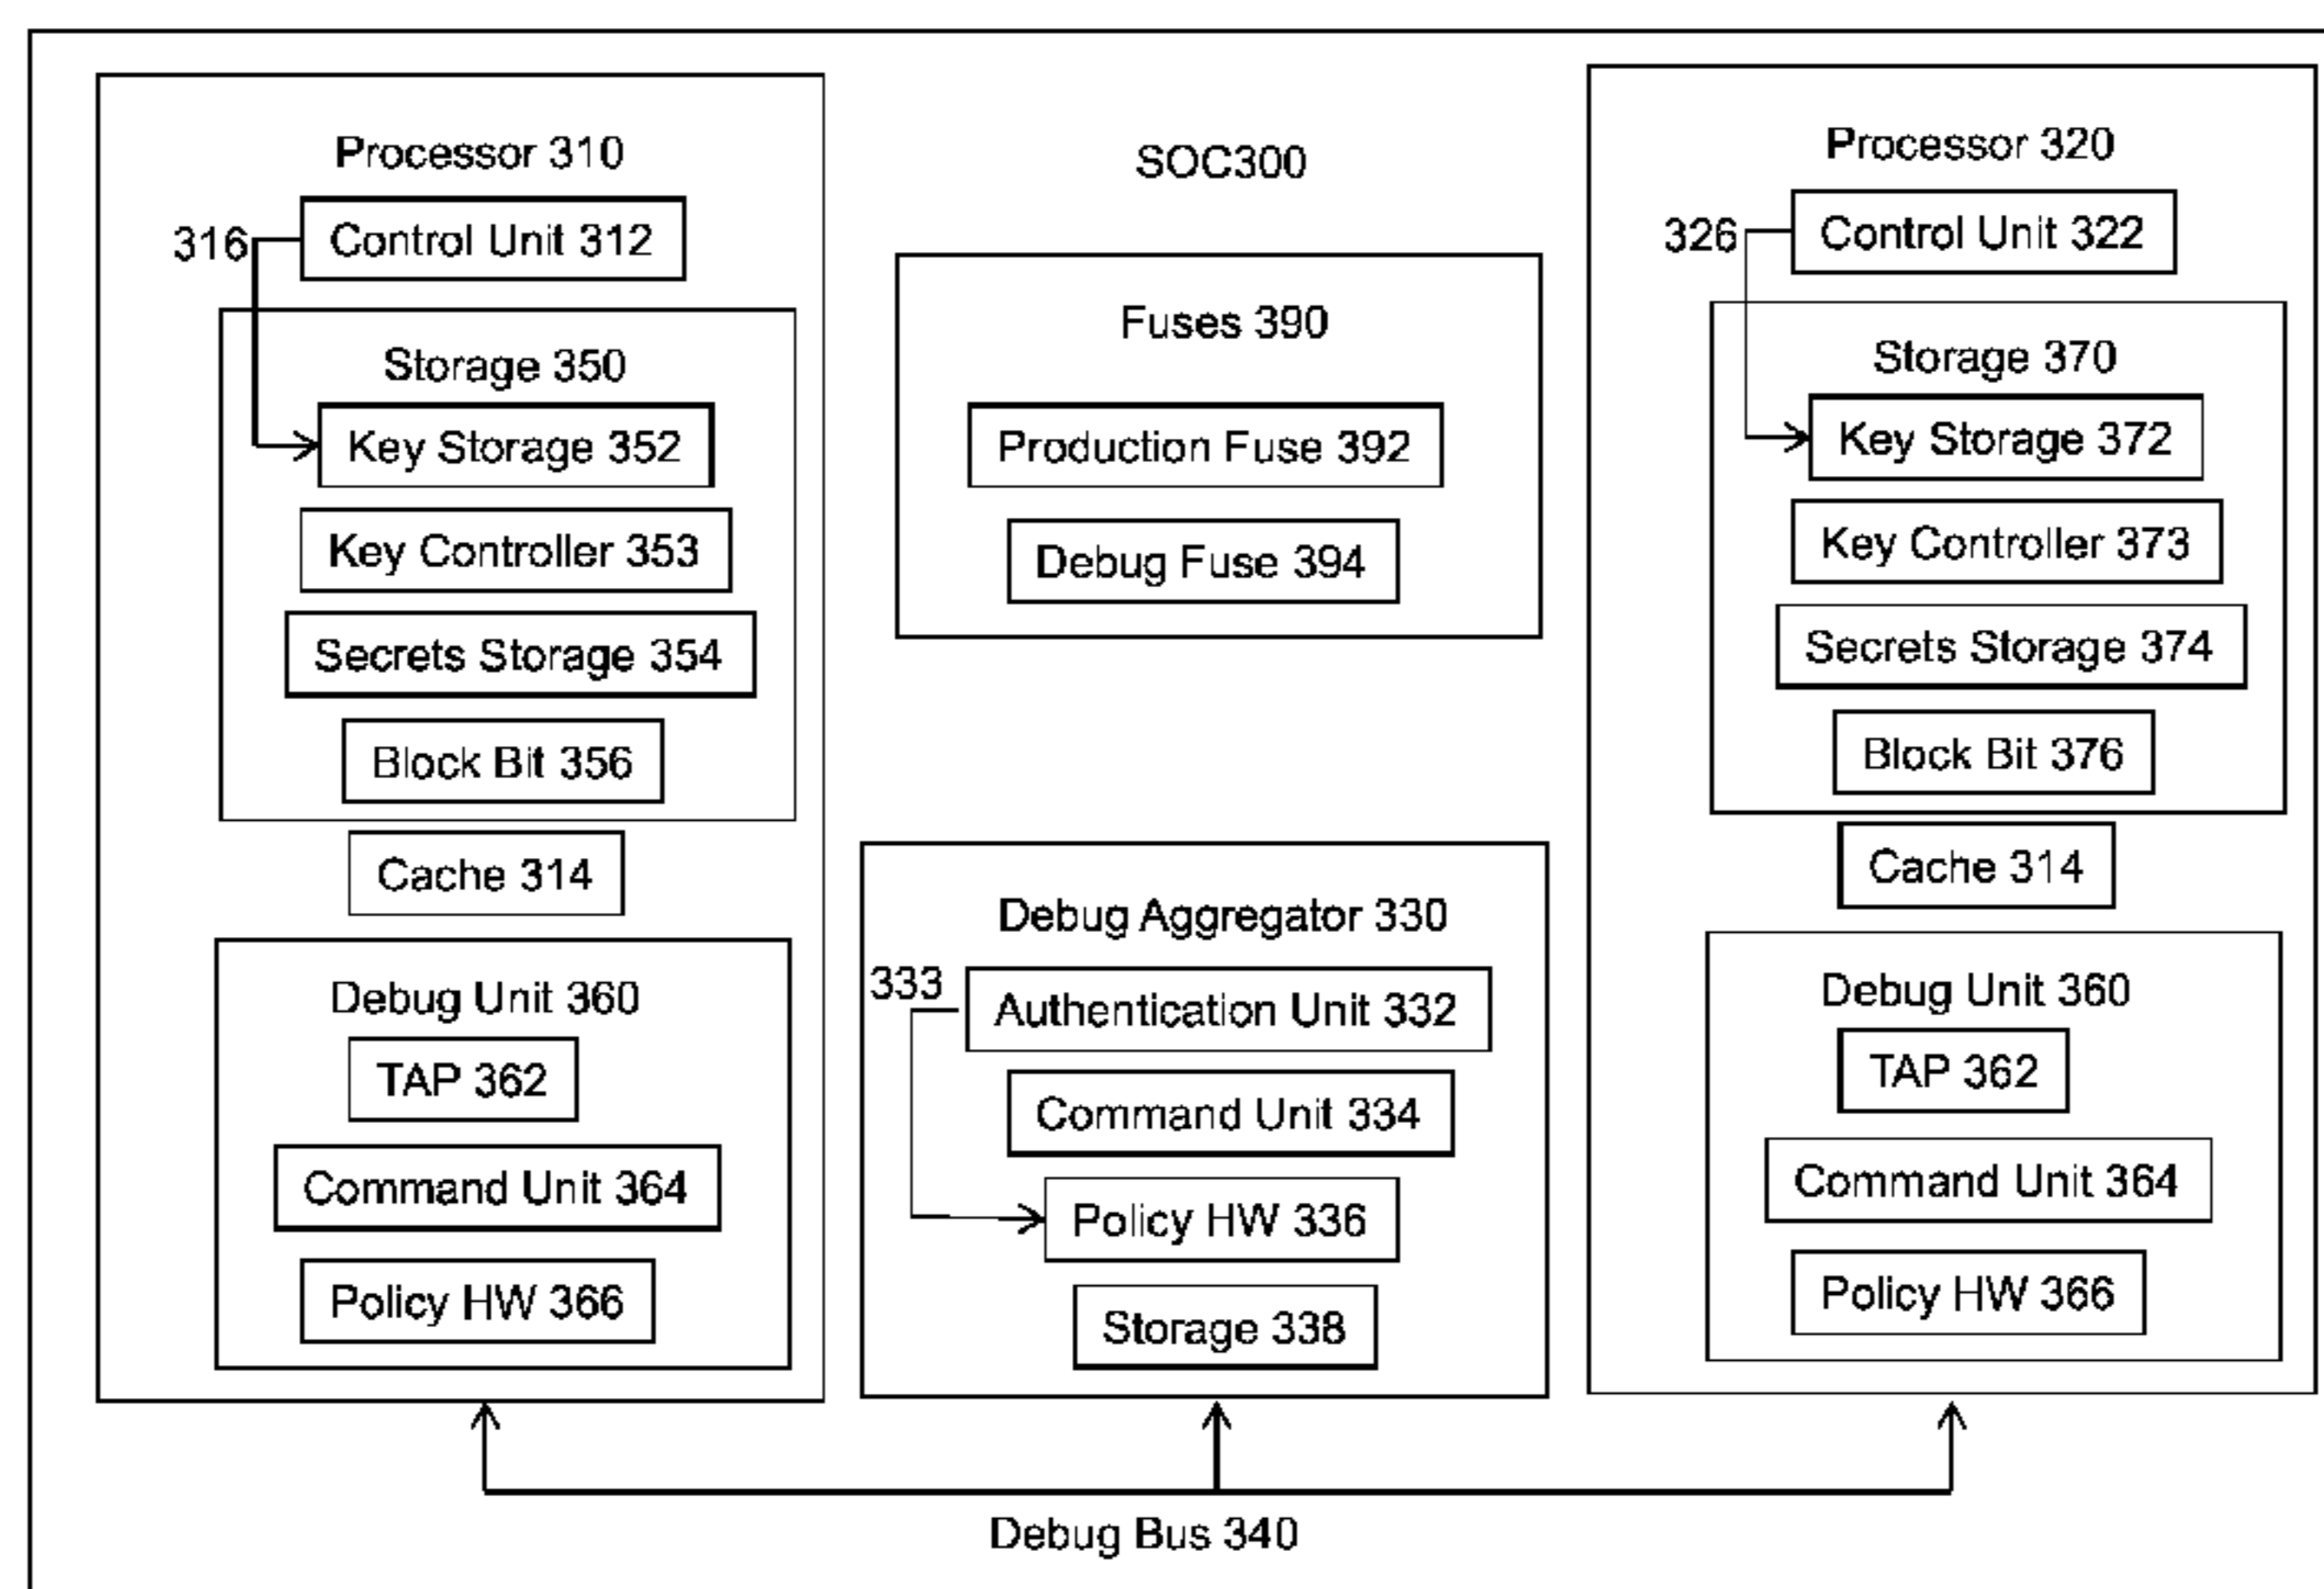 Processor 310
316
Control Unit 312
Storage 350
Key Storage 352
Key Controller 353
Secrets Storage 354
Block Bit 356
Cache 314
Debug Unit 360
TAP 362
Command Unit 364
Policy HW 366
SOC300
Fuses 390
Production Fuse 392
Debug Fuse 394
Debug Aggregator 330
333
Authentication Unit 332
Command Unit 334
Policy HW 336
Storage 338
Processor 320
326
Control Unit 322
Storage 370
Key Storage 372
Key Controller 373
Secrets Storage 374
Block Bit 376
Cache 314
Debug Unit 360
TAP 362
Command Unit 364
Policy HW 366
Debug Bus 340